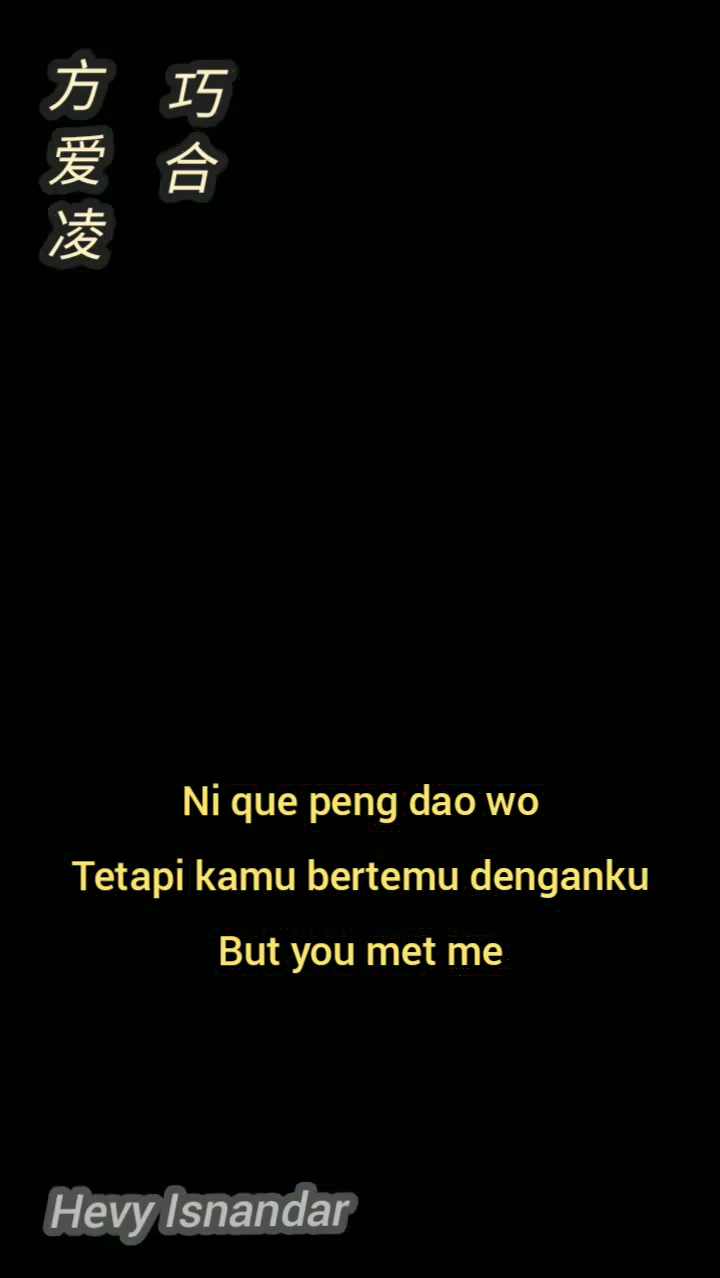 方爱凌
巧合
Ni que peng dao wo
Tetapi kamu bertemu denganku
But you met me
Hevy Isnandar